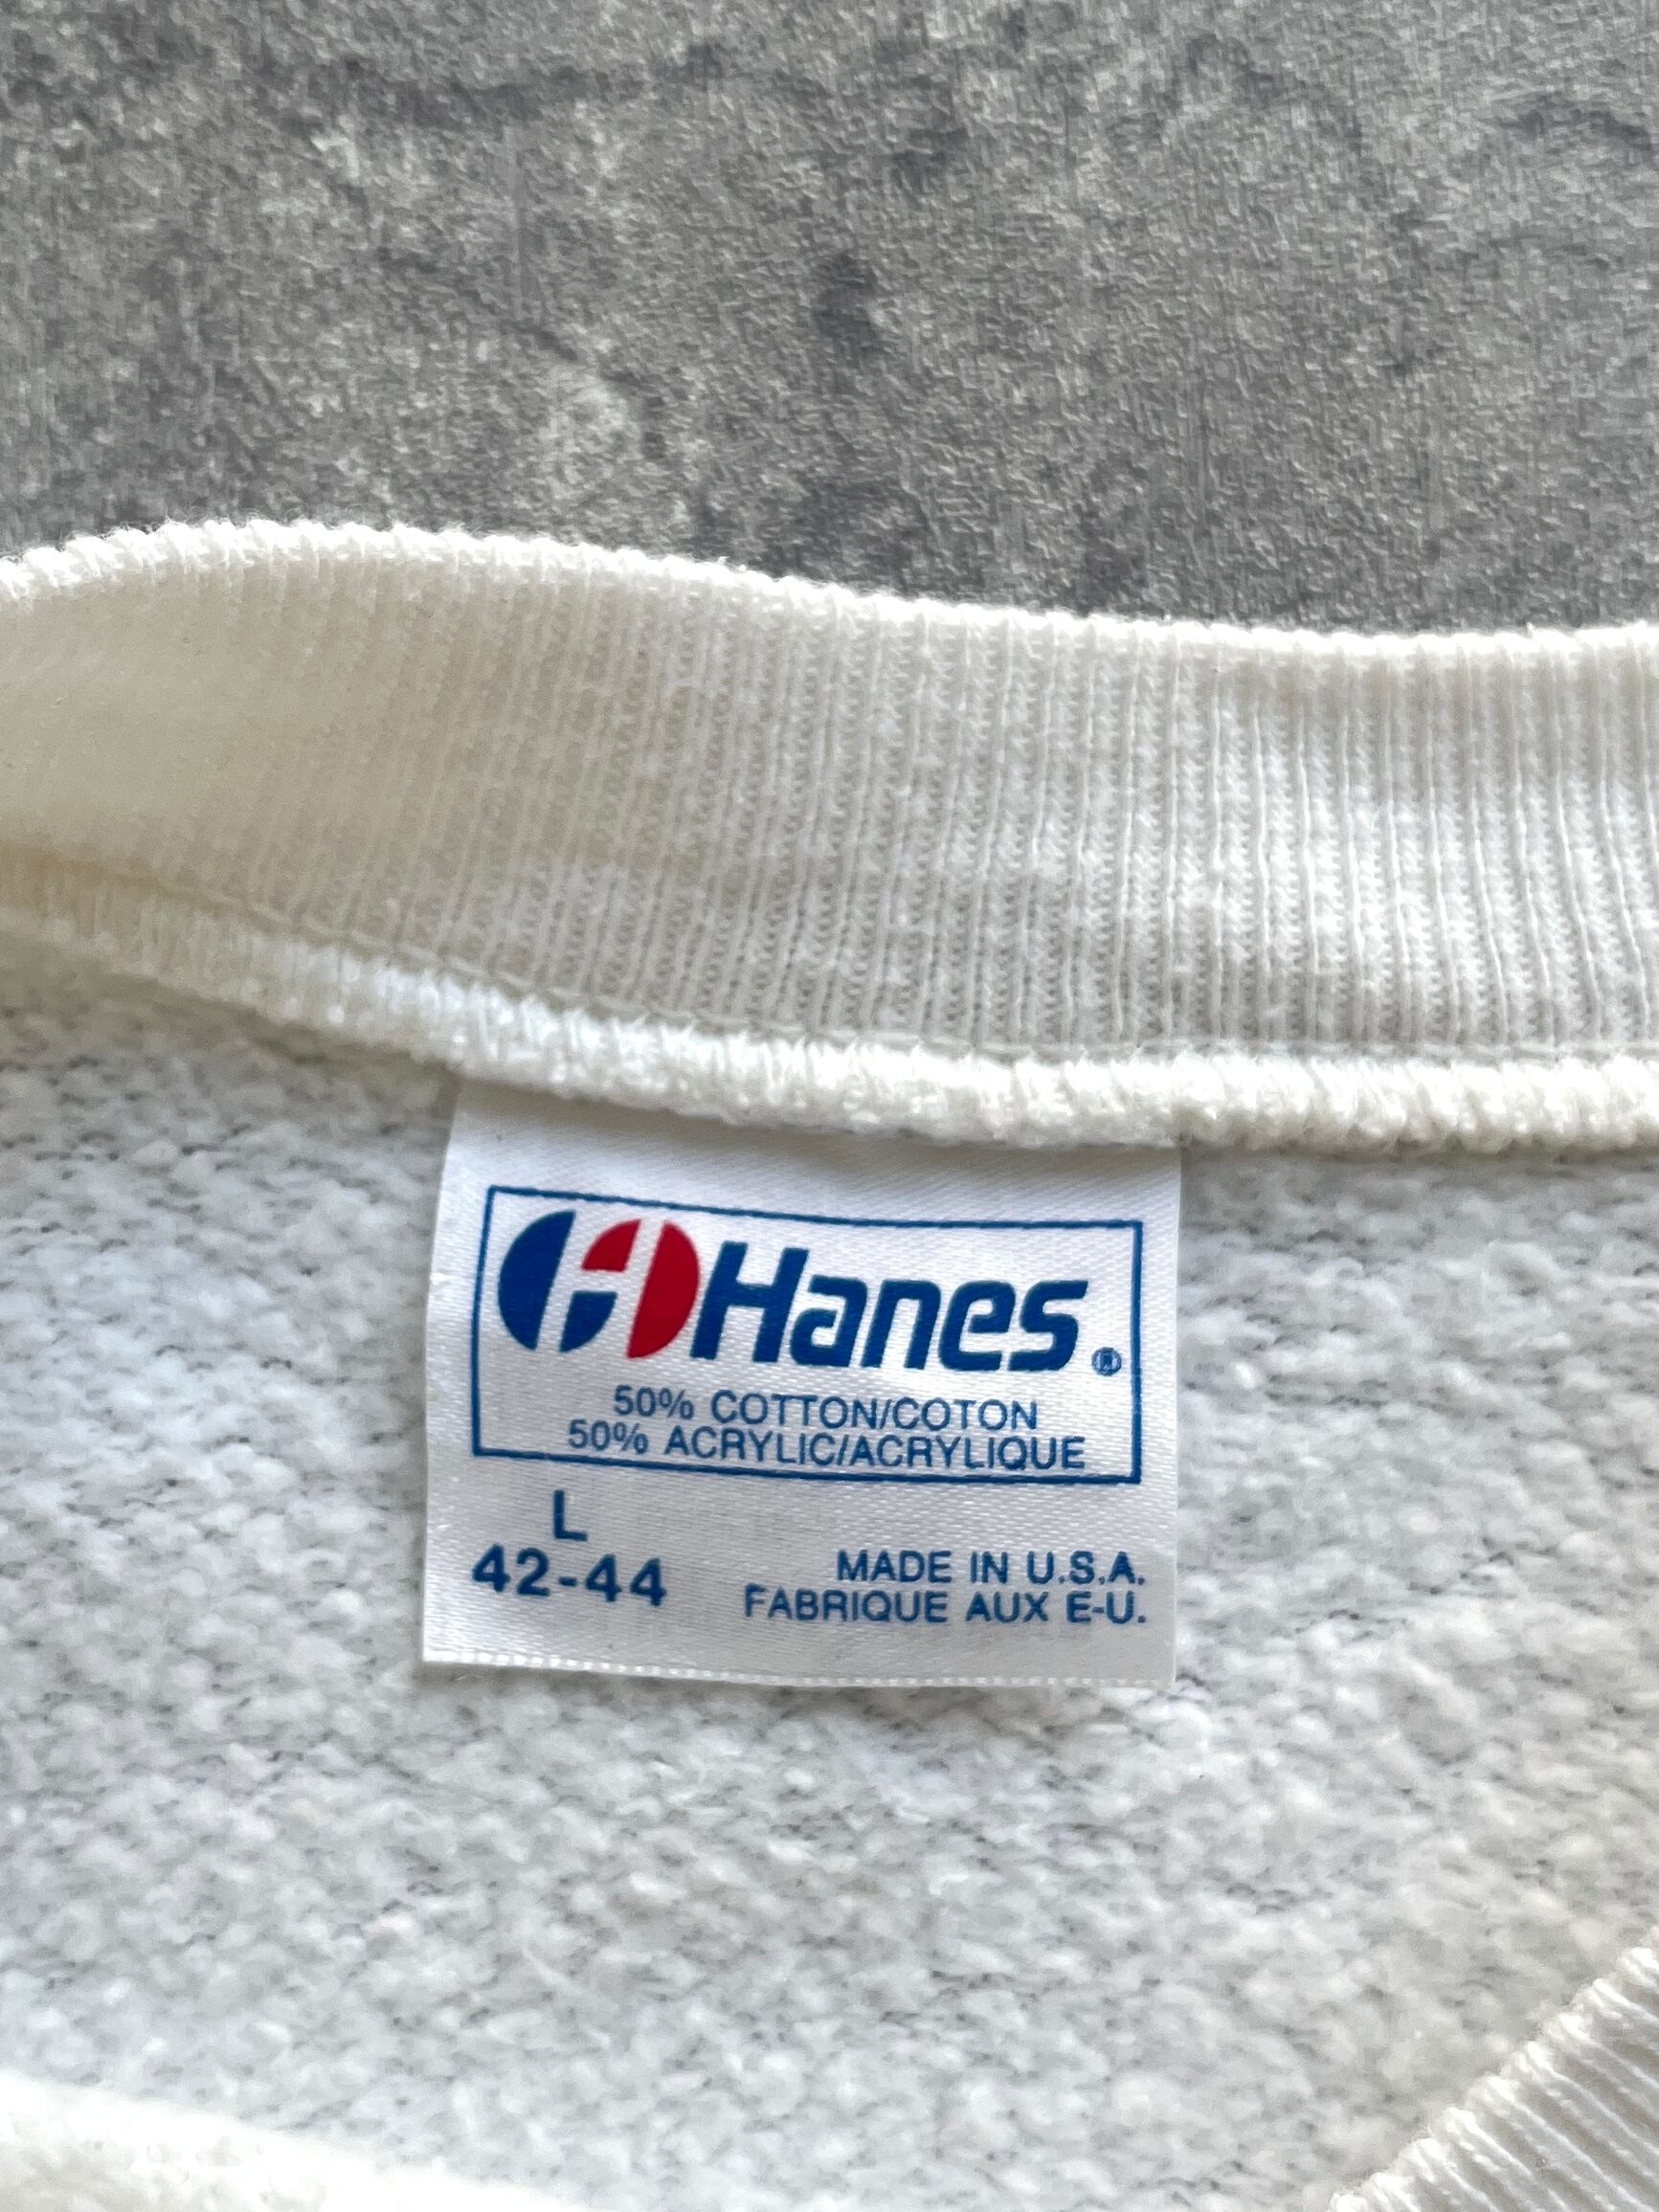 Hanes®
50% COTTON/COTON
50% ACRYLIC/ACRYLIQUE
L
42-44
MADE IN U.S.A.
FABRIQUE AUX E-U.